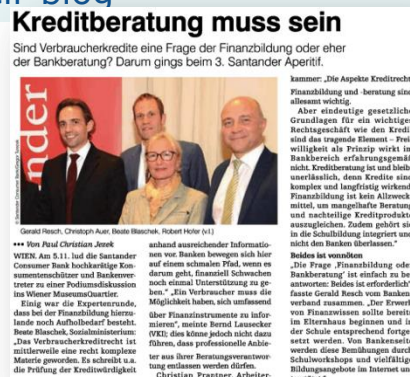 Kreditberatung muss sein
Sind Verbraucherkredite eine Frage der Finanzbildung oder eher
der Bankberatung? Darum gings beim 3. Santander Aperitif.
Gerald Resch, Christoph Auer, Beate Blaschek, Robert Hofer (v.l.)
••• Von Paul Christian Jezek
WIEN. Am 5.11. lud die Santander
Consumer Bank hochkarätige Kon-
sumentenschützer und Bankenver-
treter zu einer Podiumsdiskussion
ins Wiener MuseumsQuartier.
Einig war die Expertenrunde,
dass bei der Finanzbildung hierzu-
lande noch Aufholbedarf besteht.
Beate Blaschek, Sozialministerium:
„Das Verbraucherkreditrecht ist
mittlerweile eine recht komplexe
Materie geworden. Es schreibt u.a.
die Prüfung der Kreditwürdigkeit
anhand ausreichender Informatio-
nen vor. Banken bewegen sich hier
auf einem schmalen Pfad, wenn es
darum geht, finanziell Schwachen
noch einmal Unterstützung zu ge-
ben." „Ein Verbraucher muss die
Möglichkeit haben, sich umfassend
über Finanzinstrumente zu infor-
mieren", meinte Bernd Lausecker
(VKI); dies könne jedoch nicht dazu
führen, dass professionelle Anbie-
ter aus ihrer Beratungsverantwor-
tung entlassen werden dürfen.
Christian Prantner, Arbeiter-
kammer: „Die Aspekte Kreditrecht
Finanzbildung und -beratung sind
allesamt wichtig.
Aber eindeutige gesetzliche
Grundlagen für ein wichtiges
Rechtsgeschäft wie den Kredit
sind das tragende Element – Frei-
willigkeit als Prinzip wirkt im
Bankbereich erfahrungsgemäß
nicht. Kreditberatung ist und bleibt
unerlässlich, denn Kredite sind
komplex und langfristig wirkend.
Finanzbildung ist kein Allzweck-
mittel, um mangelhafte Beratung
und nachteilige Kreditprodukte
auszugleichen. Zudem gehört sie
in die Schulbildung integriert und
nicht den Banken überlassen."
Beides ist vonnöten
„Die Frage ‚Finanzbildung oder
Bankberatung' ist einfach zu be-
antworten: Beides ist erforderlich",
fasste Gerald Resch vom Banken-
verband zusammen. „Der Erwerb
von Finanzwissen sollte bereits
im Elternhaus beginnen und in
der Schule entsprechend fortge-
setzt werden. Von Bankenseite
werden diese Bemühungen durch
Schulworkshops und vielfältige
Bildungsangebote im Internet un-